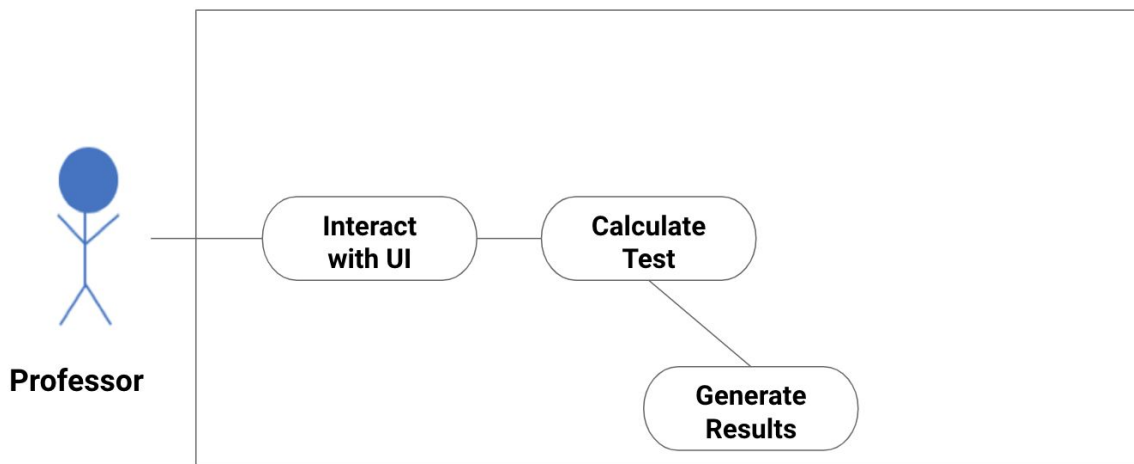 Interact
with UI
Calculate
Test
Professor
Generate
Results